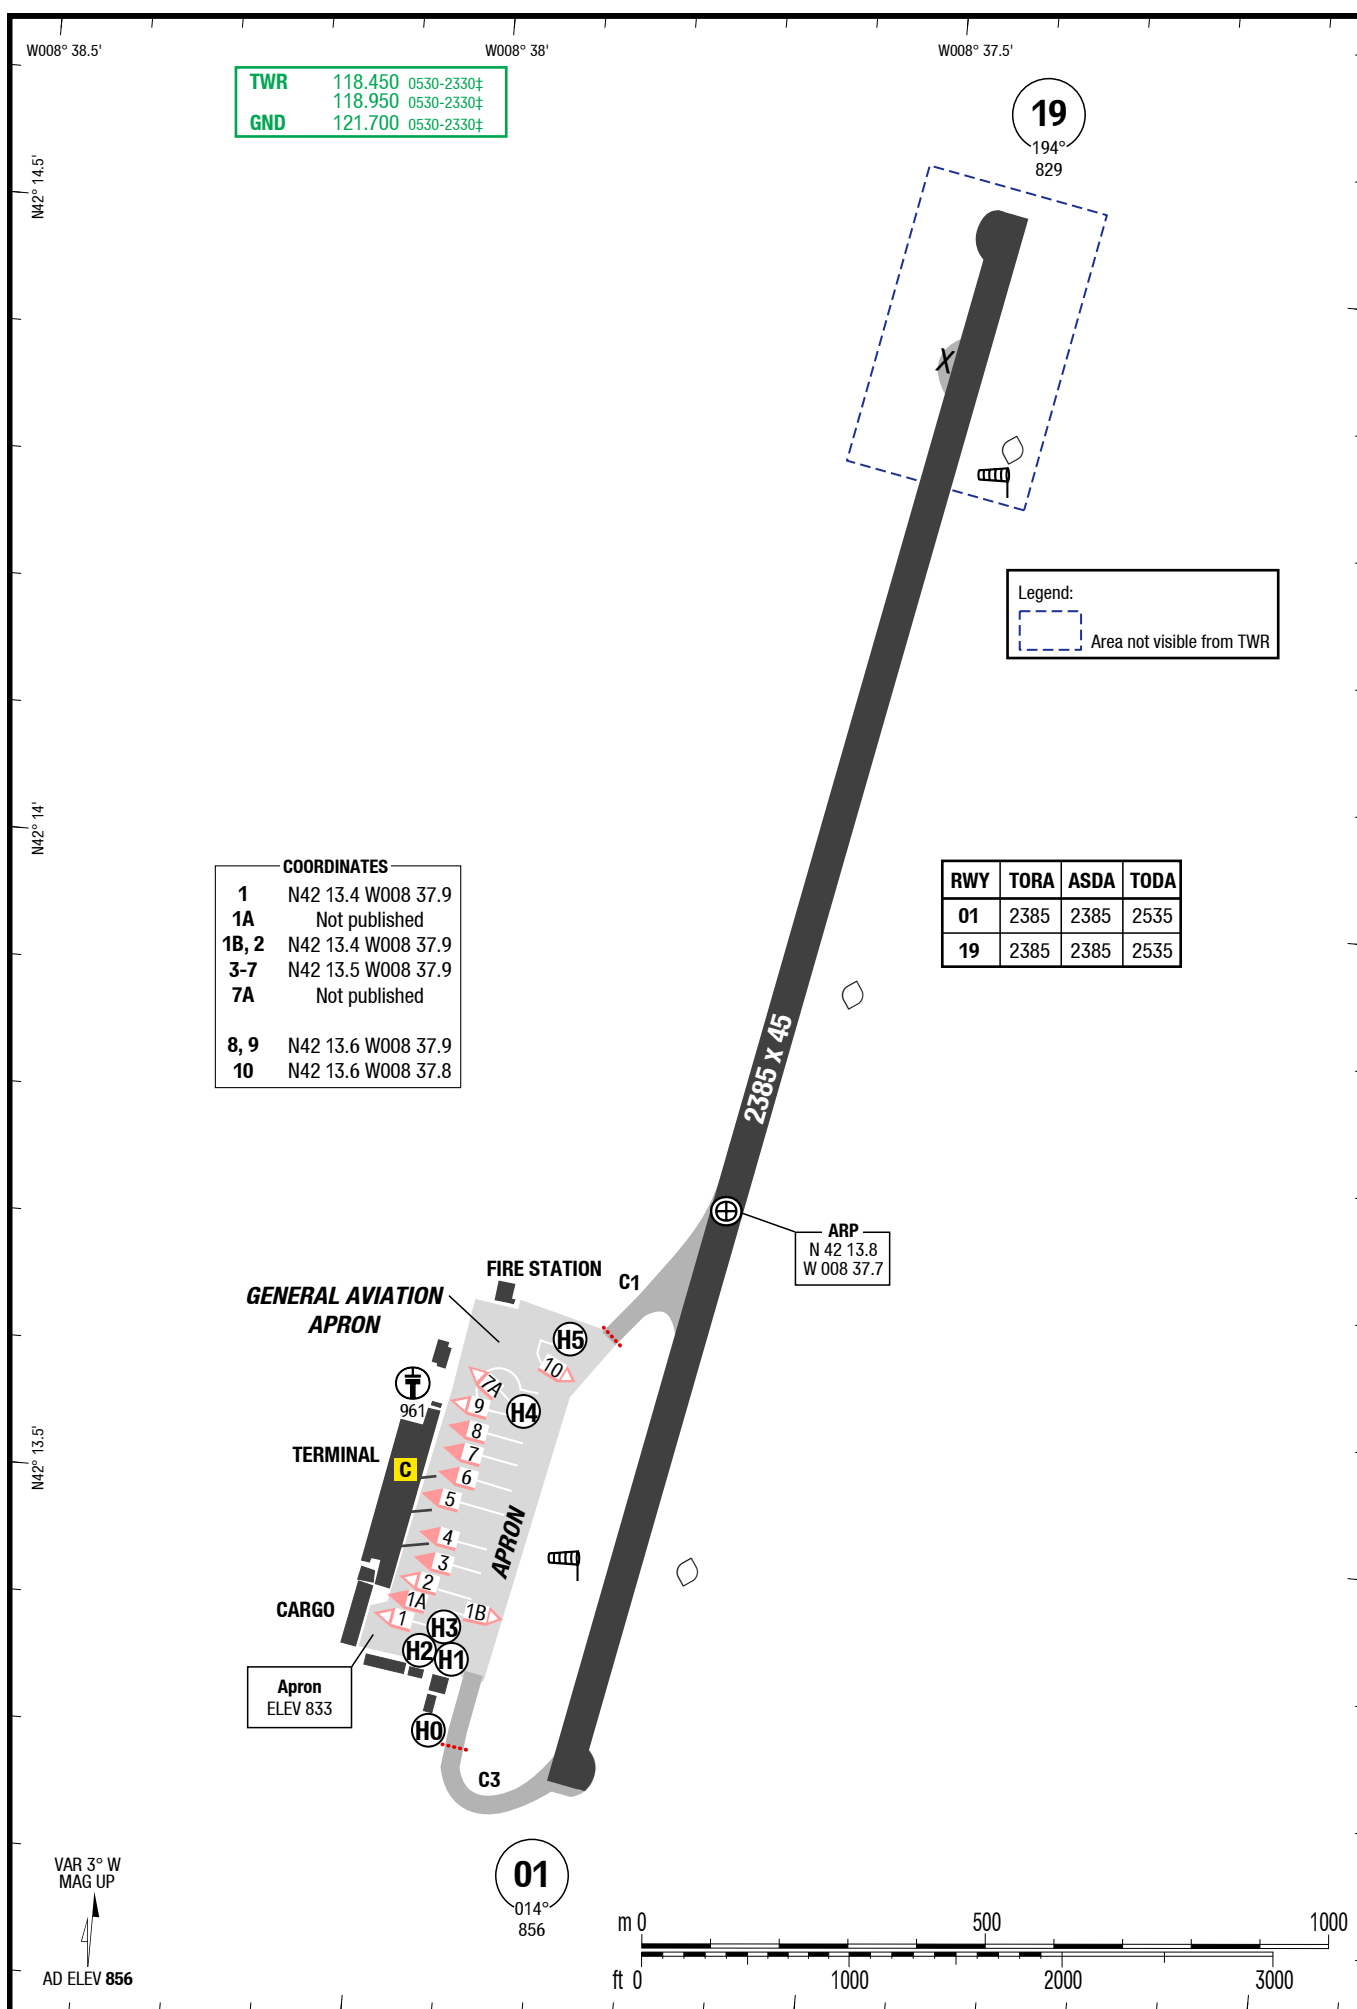 W008° 38.5' W008° 38' W008° 37.5'
TWR 118.450 0530-2330‡
118.950 0530-2330‡
GND 121.700 0530-2330‡
19
194°
829
N42° 14.5'
X
Legend:
Area not visible from TWR
N42° 14'
COORDINATES
1 N42 13.4 W008 37.9
1A Not published
1B, 2 N42 13.4 W008 37.9
3-7 N42 13.5 W008 37.9
7A Not published
8, 9 N42 13.6 W008 37.9
10 N42 13.6 W008 37.8
RWY TORA ASDA TODA
01 2385 2385 2535
19 2385 2385 2535
2385 x 45
ARP
N 42 13.8
W 008 37.7
FIRE STATION
C1
GENERAL AVIATION
APRON
H5
10
7A
961
9
H4
8
TERMINAL
7
C
6
N42° 13.5'
5
APRON
4
3
2
1A
CARGO
1B
1
H3
H2
H1
Apron
ELEV 833
H0
C3
01
014°
856
VAR 3° W
MAG UP
AD ELEV 856
m 0 500 1000
ft 0 1000 2000 3000